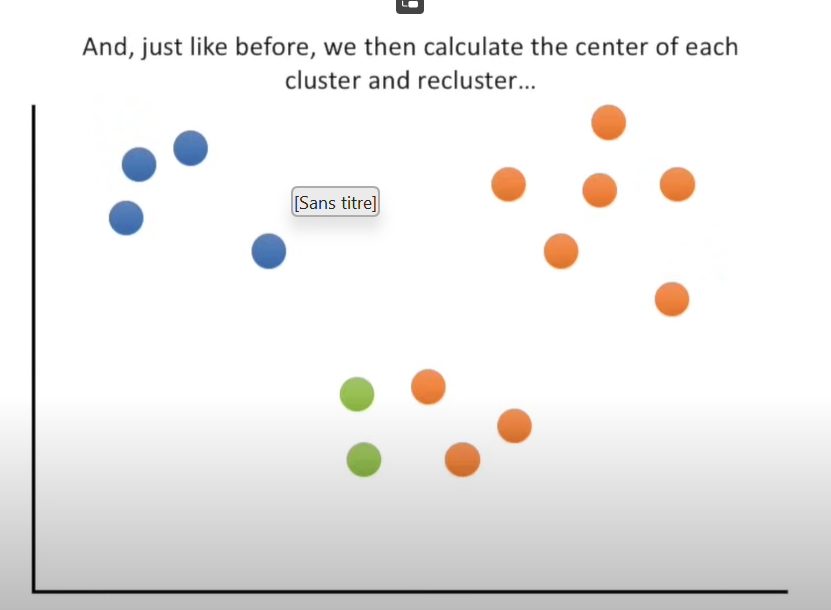 And, just like before, we then calculate the center of each
cluster and recluster...
[Sans titre]